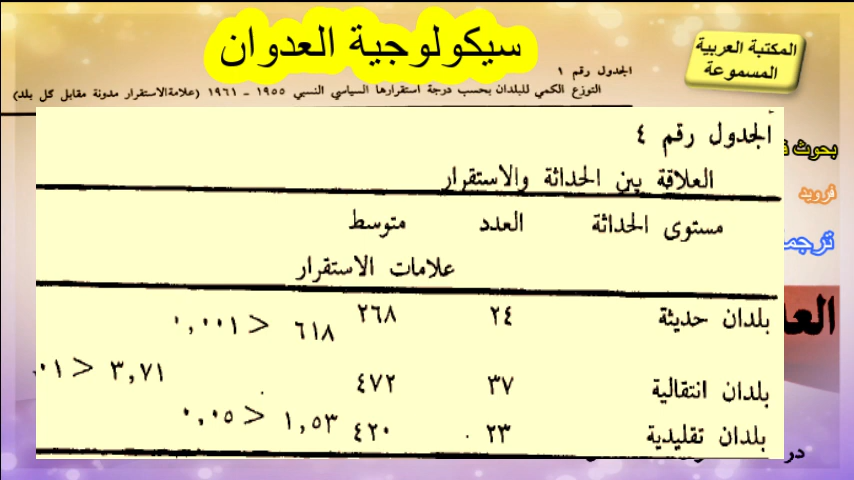 سيكولوجية العدوان
المكتبة العربية
المسموعة
الجدول رقم ١
التوزع الكمي للبلدان بحسب درجة استقرارها السياسي النسبي ١٩٥٥ - ١٩٦١ (علامة الاستقرار مدونة مقابل كل بلد)
الجدول رقم ٤
العلاقة بين الحداثة والاستقرار
مستوى الحداثة العدد متوسط
علامات الاستقرار
بلدان حديثة ٢٤ ٢٦٨ ٦١٨ > ٠,٠٠١
بلدان انتقالية ٣٧ ٤٧٢ ٣,٧١ > ٠١
بلدان تقليدية ٢٣ ٤٢٠ ١,٥٣ > ٠,٠٥
بحوث
فرويد